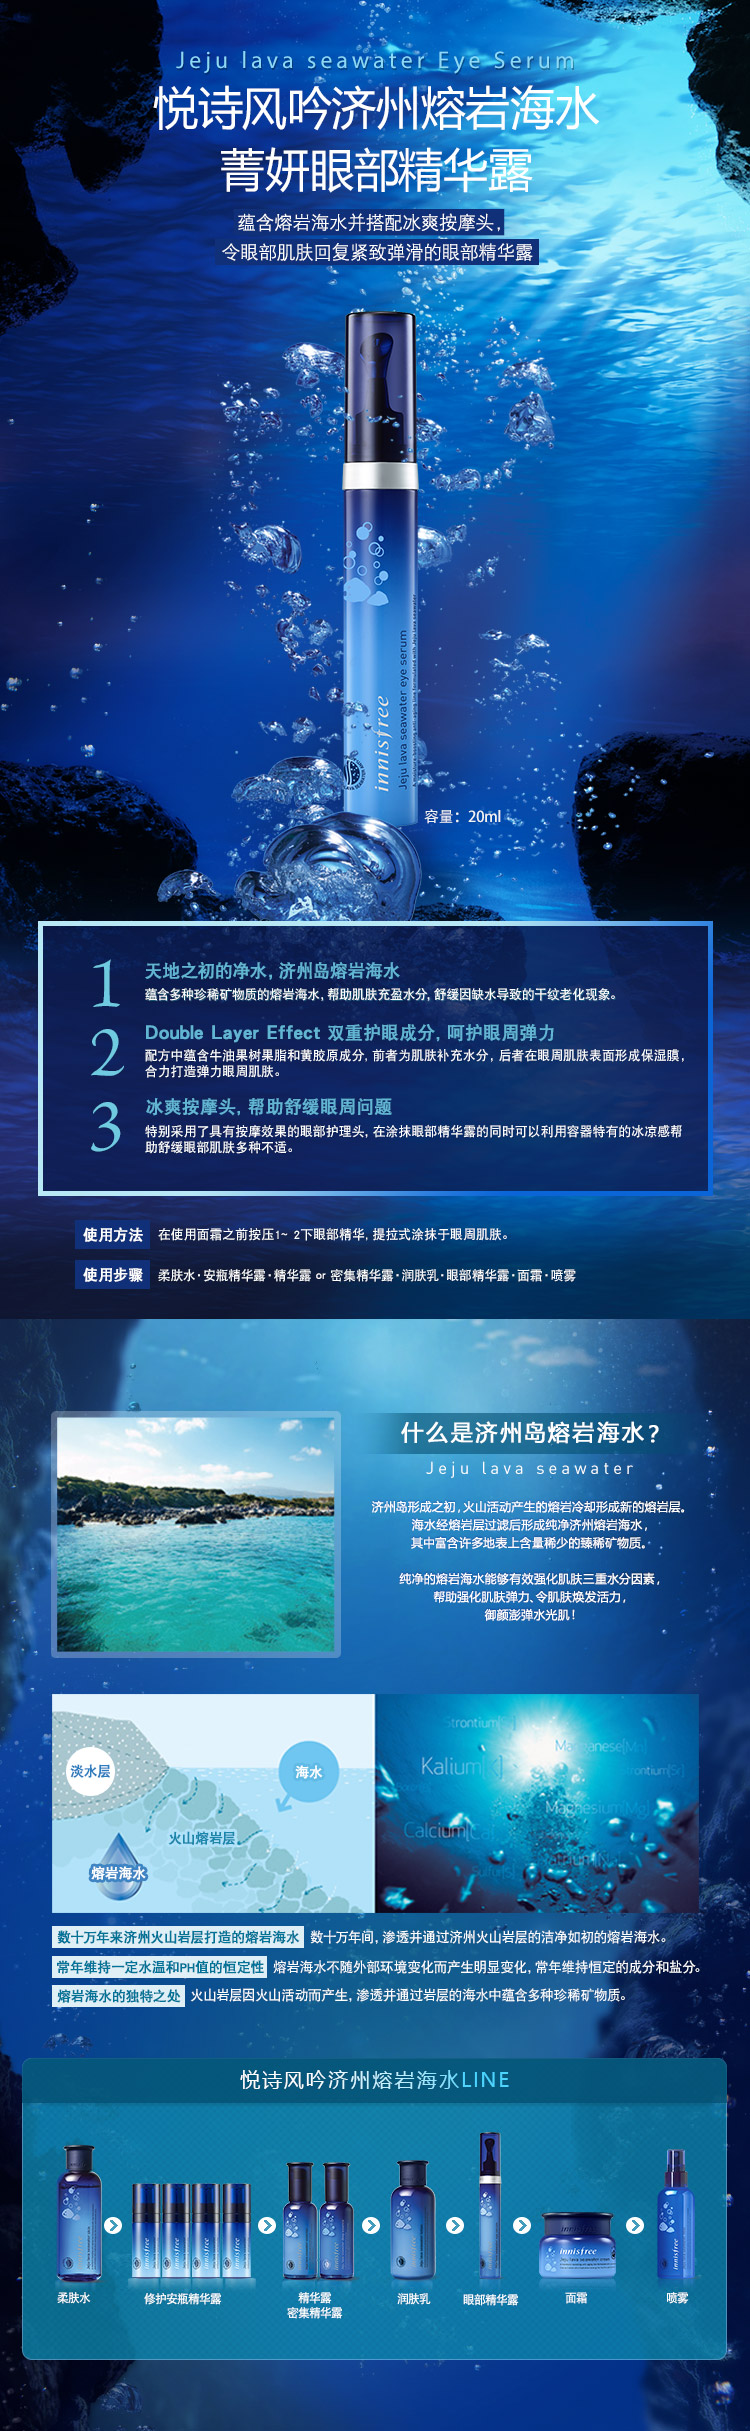 Jeju lava seawater Eye Serum
悦诗风吟济州熔岩海水
菁妍眼部精华露
蕴含熔岩海水并搭配冰爽按摩头,
令眼部肌肤回复紧致弹滑的眼部精华露
innisfree
Jeju lava seawater eye serum
容量：20ml
1 天地之初的净水, 济州岛熔岩海水
蕴含多种珍稀矿物质的熔岩海水, 帮助肌肤充盈水分, 舒缓因缺水导致的干纹老化现象。
2 Double Layer Effect 双重护眼成分, 呵护眼周弹力
配方中蕴含牛油果树果脂和黄胶原成分, 前者为肌肤补充水分, 后者在眼周肌肤表面形成保湿膜,
合力打造弹力眼周肌肤。
3 冰爽按摩头, 帮助舒缓眼周问题
特别采用了具有按摩效果的眼部护理头, 在涂抹眼部精华露的同时可以利用容器特有的冰凉感帮
助舒缓眼部肌肤多种不适。
使用方法 在使用面霜之前按压1~ 2下眼部精华, 提拉式涂抹于眼周肌肤。
使用步骤 柔肤水·安瓶精华露·精华露 or 密集精华露·润肤乳·眼部精华露·面霜·喷雾
什么是济州岛熔岩海水?
Jeju lava seawater
济州岛形成之初, 火山活动产生的熔岩冷却形成新的熔岩层。
海水经熔岩层过滤后形成纯净济州熔岩海水,
其中富含许多地表上含量稀少的臻稀矿物质。
纯净的熔岩海水能够有效强化肌肤三重水分因素,
帮助强化肌肤弹力、令肌肤焕发活力,
御颜澎弹水光肌!
淡水层
海水
火山熔岩层
熔岩海水
Strontium
Manganese[Mn]
Kalium[K]
Strontium[Sr]
Magnesium[Mg]
Calcium[Ca]
数十万年来济州火山岩层打造的熔岩海水 数十万年间, 渗透并通过济州火山岩层的洁净如初的熔岩海水。
常年维持一定水温和PH值的恒定性 熔岩海水不随外部环境变化而产生明显变化, 常年维持恒定的成分和盐分。
熔岩海水的独特之处 火山岩层因火山活动而产生, 渗透并通过岩层的海水中蕴含多种珍稀矿物质。
悦诗风吟济州熔岩海水LINE
柔肤水
修护安瓶精华露
精华露
密集精华露
润肤乳
眼部精华露
面霜
喷雾